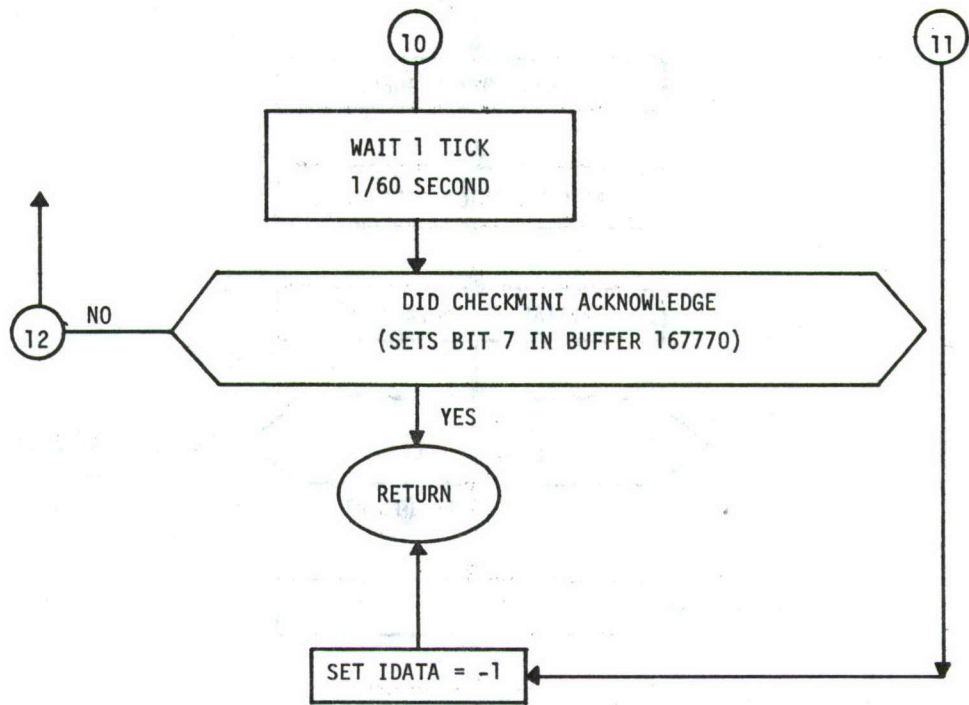 10
11
WAIT 1 TICK
1/60 SECOND
DID CHECKMINI ACKNOWLEDGE
(SETS BIT 7 IN BUFFER 167770)
NO
12
YES
RETURN
SET IDATA = -1